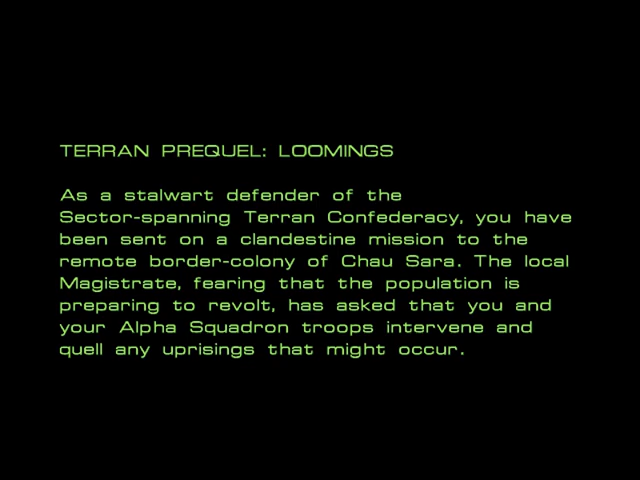 TERRAN PREQUEL: LOOMINGS
As a stalwart defender of the
Sector-spanning Terran Confederacy, you have
been sent on a clandestine mission to the
remote border-colony of Chau Sara. The local
Magistrate, fearing that the population is
preparing to revolt, has asked that you and
your Alpha Squadron troops intervene and
quell any uprisings that might occur.